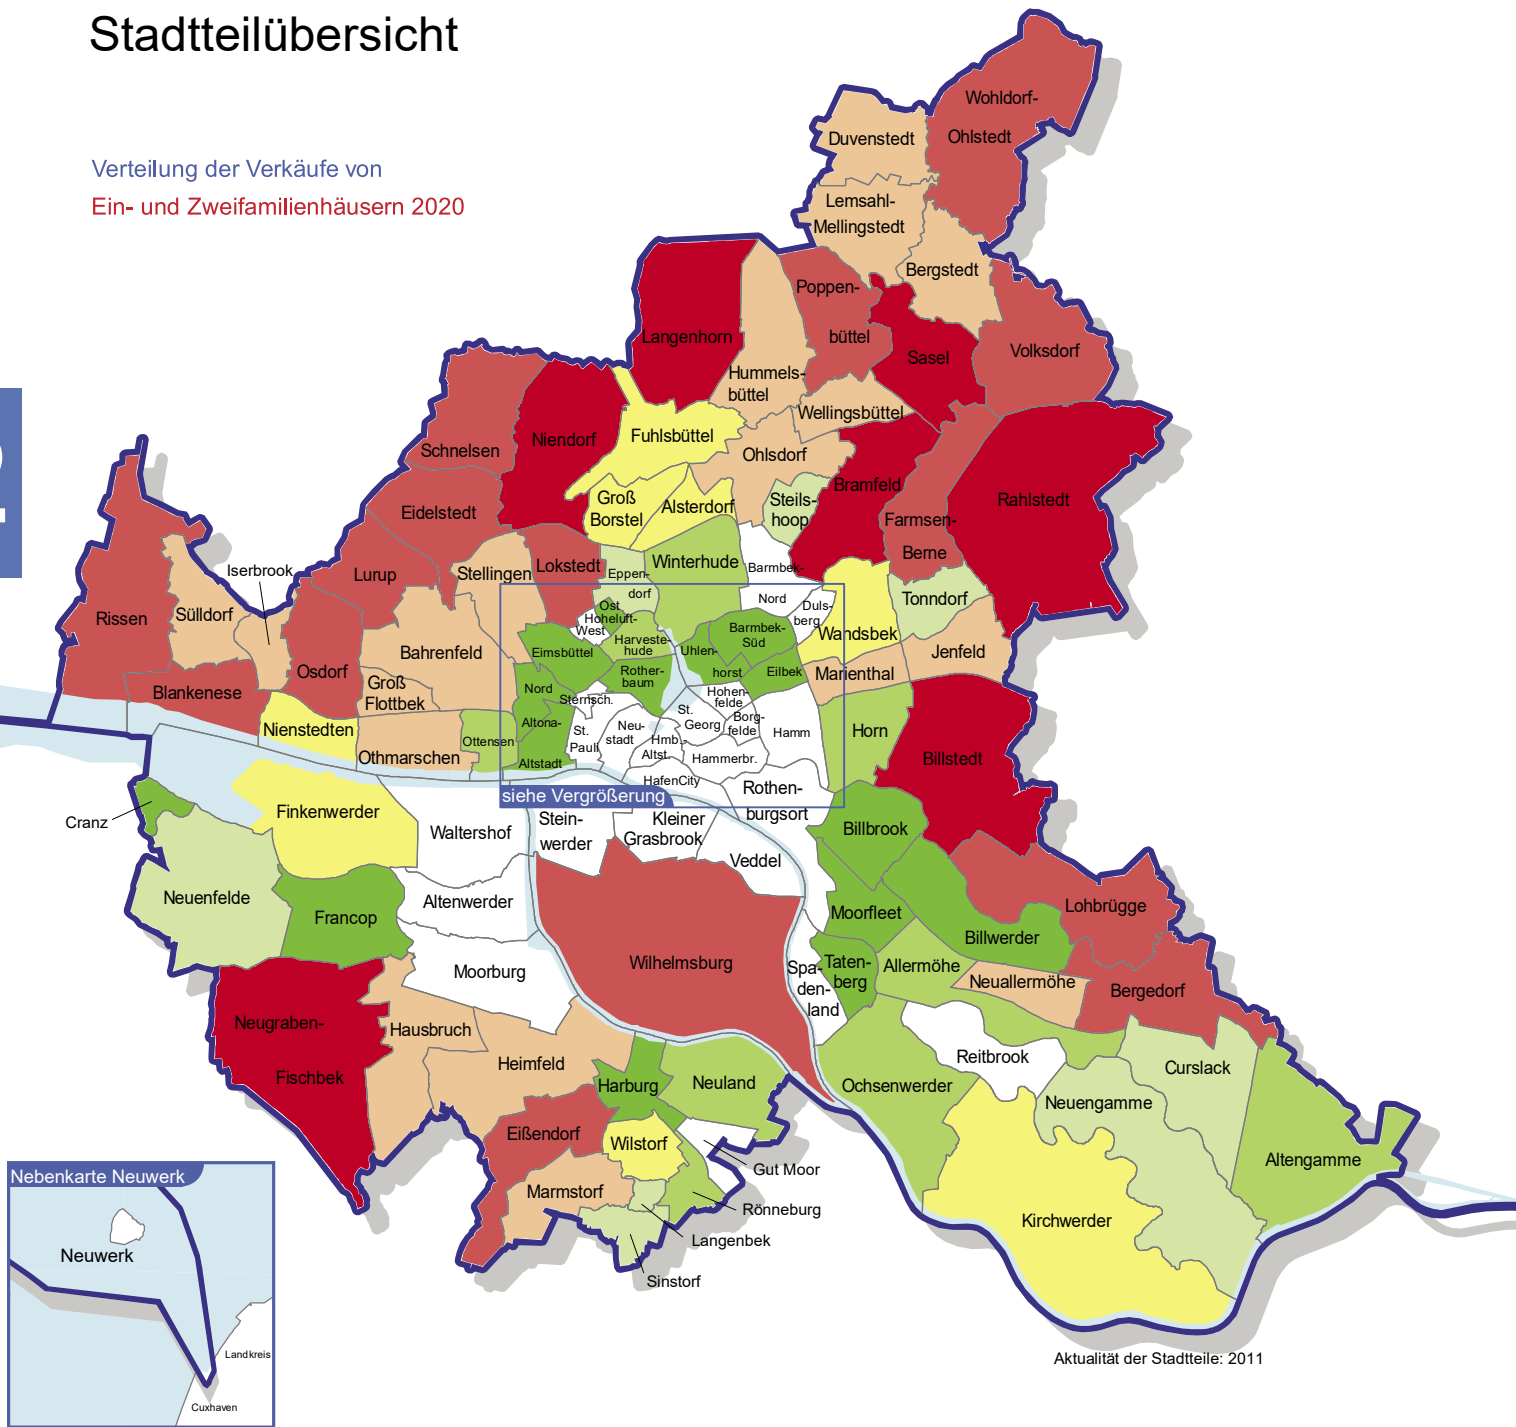 Stadtteilübersicht
Verteilung der Verkäufe von
Ein- und Zweifamilienhäusern 2020
Wohldorf-
Ohlstedt
Duvenstedt
Lemsahl-
Mellingstedt
Bergstedt
Poppen-
büttel
Sasel
Volksdorf
Langenhorn
Hummels-
büttel
Wellingsbüttel
Schnelsen
Niendorf
Fuhlsbüttel
Ohlsdorf
Bramfeld
Rahlstedt
Groß
Borstel
Alsterdorf
Steils-
hoop
Farmsen-
Berne
Eidelstedt
Lurup
Stellingen
Lokstedt
Eppen-
dorf
Winterhude
Barmbek-
Nord
Duls-
berg
Tonndorf
Wandsbek
Jenfeld
Marienthal
Iserbrook
Rissen
Sülldorf
Blankenese
Osdorf
Bahrenfeld
Groß
Flottbek
Nienstedten
Othmarschen
Ottensen
Ost
Hoheluft-
West
Harveste-
hude
Eimsbüttel
Rother-
baum
Uhlen-
horst
Barmbek-
Süd
Eilbek
Nord
Altona-
Altstadt
Sternsch.
St.
Pauli
Neu-
stadt
Hmb.-
Altst.
St.
Georg
Hohen-
felde
Borg-
felde
Hamm
Hammerbr.
HafenCity
Horn
Billstedt
siehe Vergrößerung
Rothen-
burgsort
Cranz
Finkenwerder
Waltershof
Stein-
werder
Kleiner
Grasbrook
Veddel
Billbrook
Neuenfelde
Francop
Altenwerder
Moorburg
Wilhelmsburg
Moorfleet
Billwerder
Lohbrügge
Spa-
den-
land
Taten-
berg
Allermöhe
Neuallermöhe
Bergedorf
Neugraben-
Fischbek
Hausbruch
Heimfeld
Harburg
Neuland
Ochsenwerder
Reitbrook
Curslack
Neuengamme
Altengamme
Eißendorf
Wilstorf
Marmstorf
Gut Moor
Rönneburg
Langenbek
Sinstorf
Kirchwerder
Nebenkarte Neuwerk
Neuwerk
Landkreis
Cuxhaven
Aktualität der Stadtteile: 2011